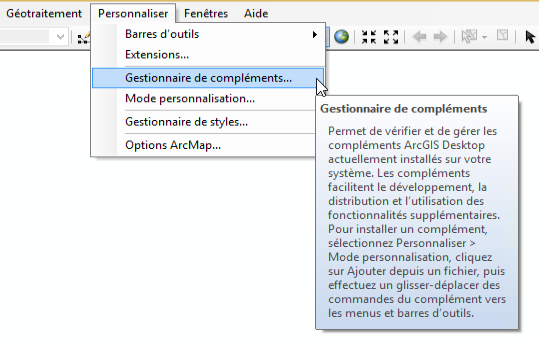 Géotraitement Personnaliser Fenêtres Aide
Barres d'outils
Extensions...
Gestionnaire de compléments...
Mode personnalisation...
Gestionnaire de styles...
Options ArcMap...
Gestionnaire de compléments
Permet de vérifier et de gérer les
compléments ArcGIS Desktop
actuellement installés sur votre
système. Les compléments
facilitent le développement, la
distribution et l'utilisation des
fonctionnalités supplémentaires.
Pour installer un complément,
sélectionnez Personnaliser >
Mode personnalisation, cliquez
sur Ajouter depuis un fichier, puis
effectuez un glisser-déplacer des
commandes du complément vers
les menus et barres d'outils.